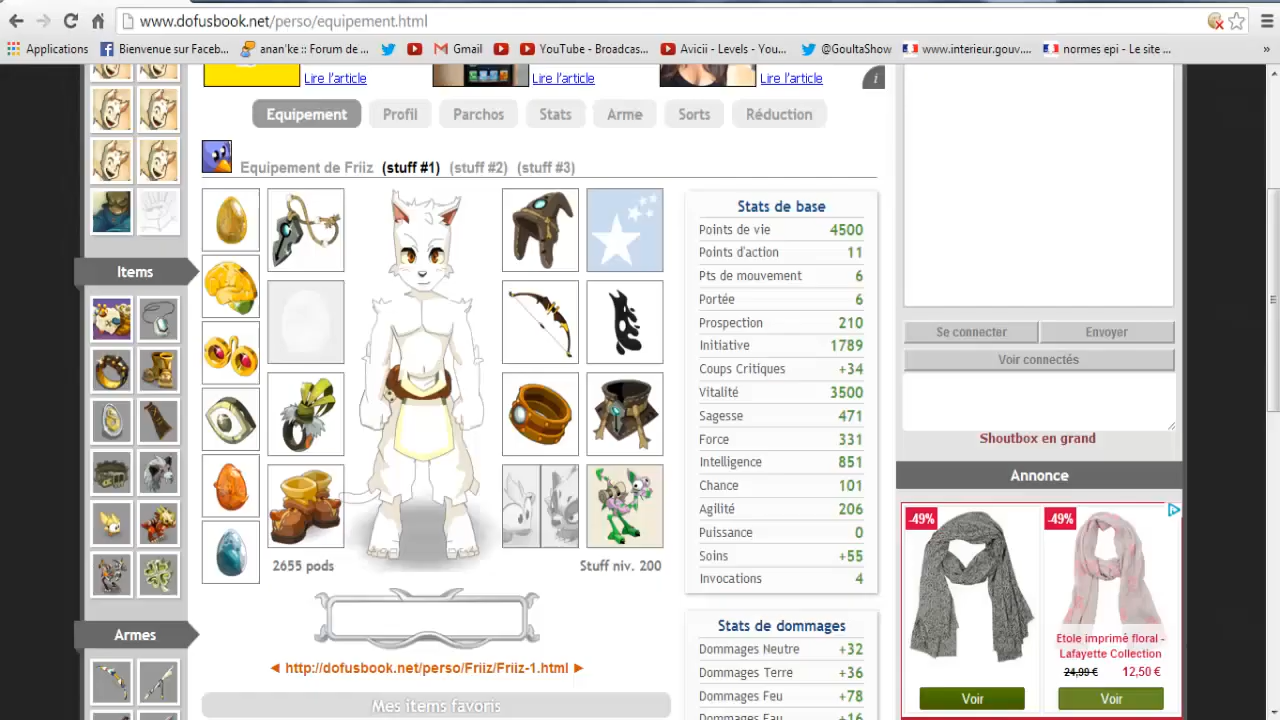 www.dofusbook.net/perso/equipement.html
Applications Bienvenue sur Faceb... anan'ke :: Forum de ... Gmail YouTube - Broadcas... Avicii - Levels - You... @GoultaShow www.interieur.gouv.... normes epi - Le site ... »
Lire l'article Lire l'article Lire l'article i
Equipement Profil Parchos Stats Arme Sorts Réduction
Equipement de Friiz (stuff #1) (stuff #2) (stuff #3)
Stats de base
Points de vie 4500
Points d'action 11
Pts de mouvement 6
Portée 6
Prospection 210
Initiative 1789
Coups Critiques +34
Vitalité 3500
Sagesse 471
Force 331
Intelligence 851
Chance 101
Agilité 206
Puissance 0
Soins +55
Invocations 4
Items
Armes
2655 pods Stuff niv. 200
◄ http://dofusbook.net/perso/Friiz/Friiz-1.html ►
Mes items favoris
Stats de dommages
Dommages Neutre +32
Dommages Terre +36
Dommages Feu +78
Dommages Eau +16
Se connecter Envoyer
Voir connectés
Shoutbox en grand
Annonce
-49% -49%
Etole imprimé floral -
Lafayette Collection
24,99 € 12,50 €
Voir Voir